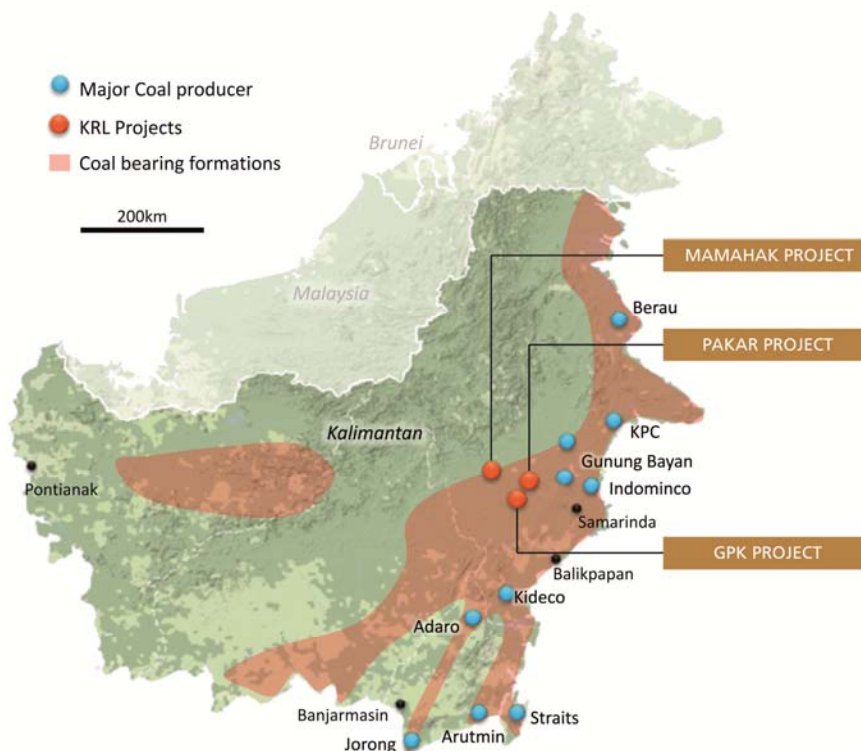 Major Coal producer
KRL Projects
Coal bearing formations
200km
Brunei
Malaysia
MAMAHAK PROJECT
Berau
PAKAR PROJECT
Kalimantan
KPC
Gunung Bayan
Pontianak
Indominco
Samarinda
GPK PROJECT
Balikpapan
Kideco
Adaro
Banjarmasin
Straits
Arutmin
Jorong